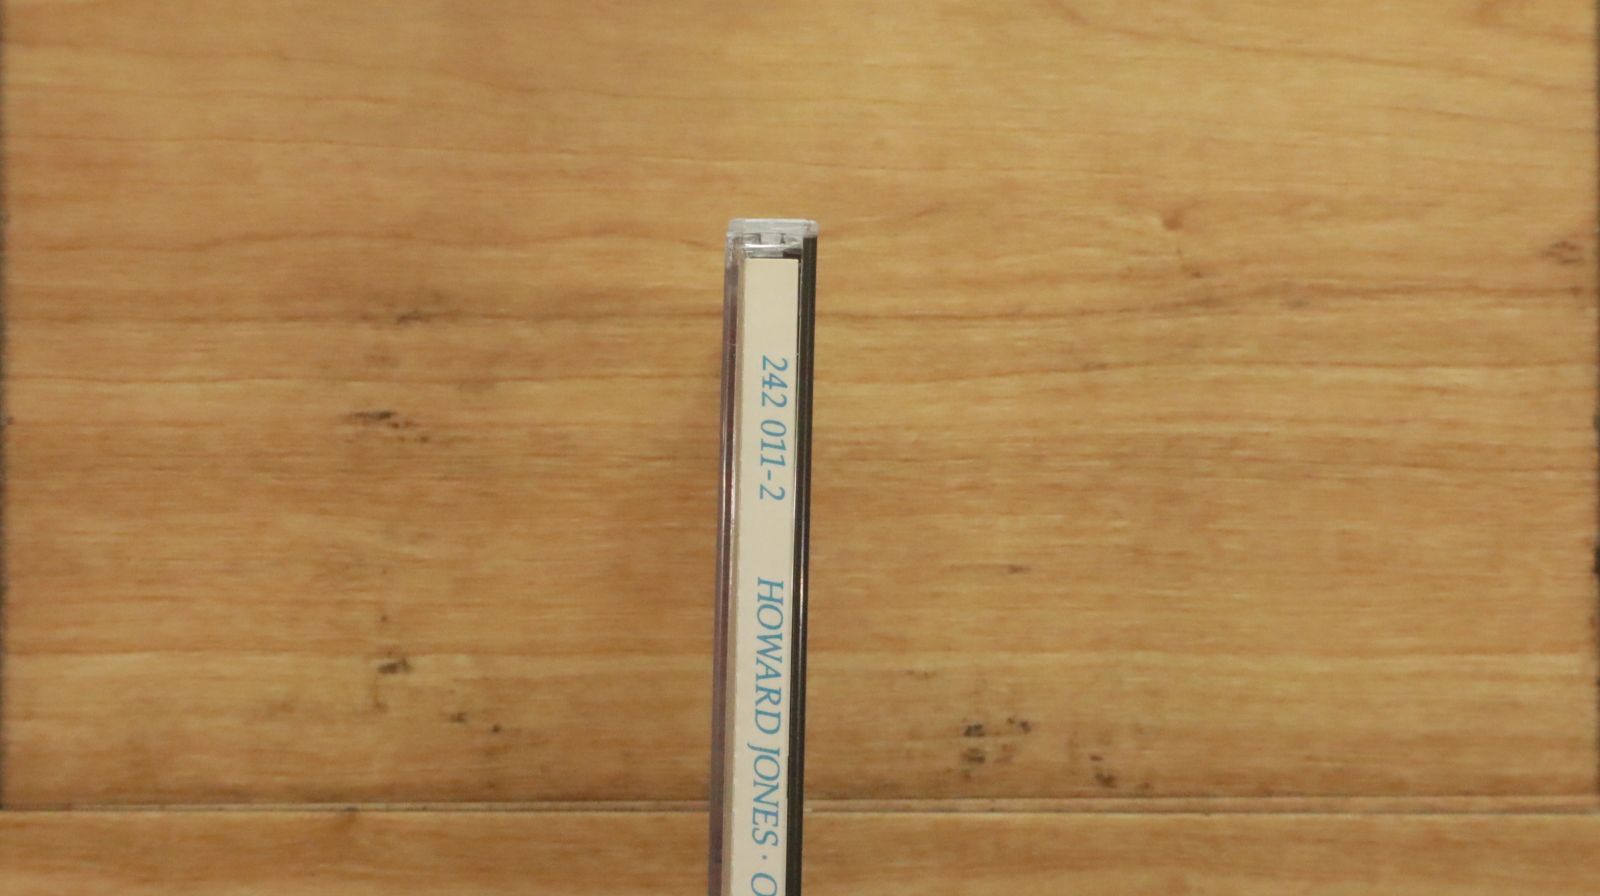 242 011-2 HOWARD JONES · O